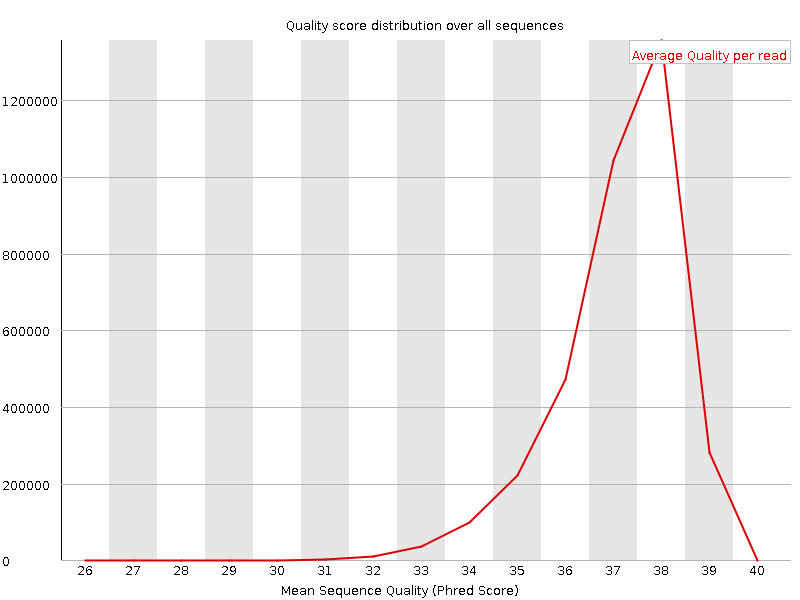 Quality score distribution over all sequences
Average Quality per read
1200000
1000000
800000
600000
400000
200000
0
26 27 28 29 30 31 32 33 34 35 36 37 38 39 40
Mean Sequence Quality (Phred Score)